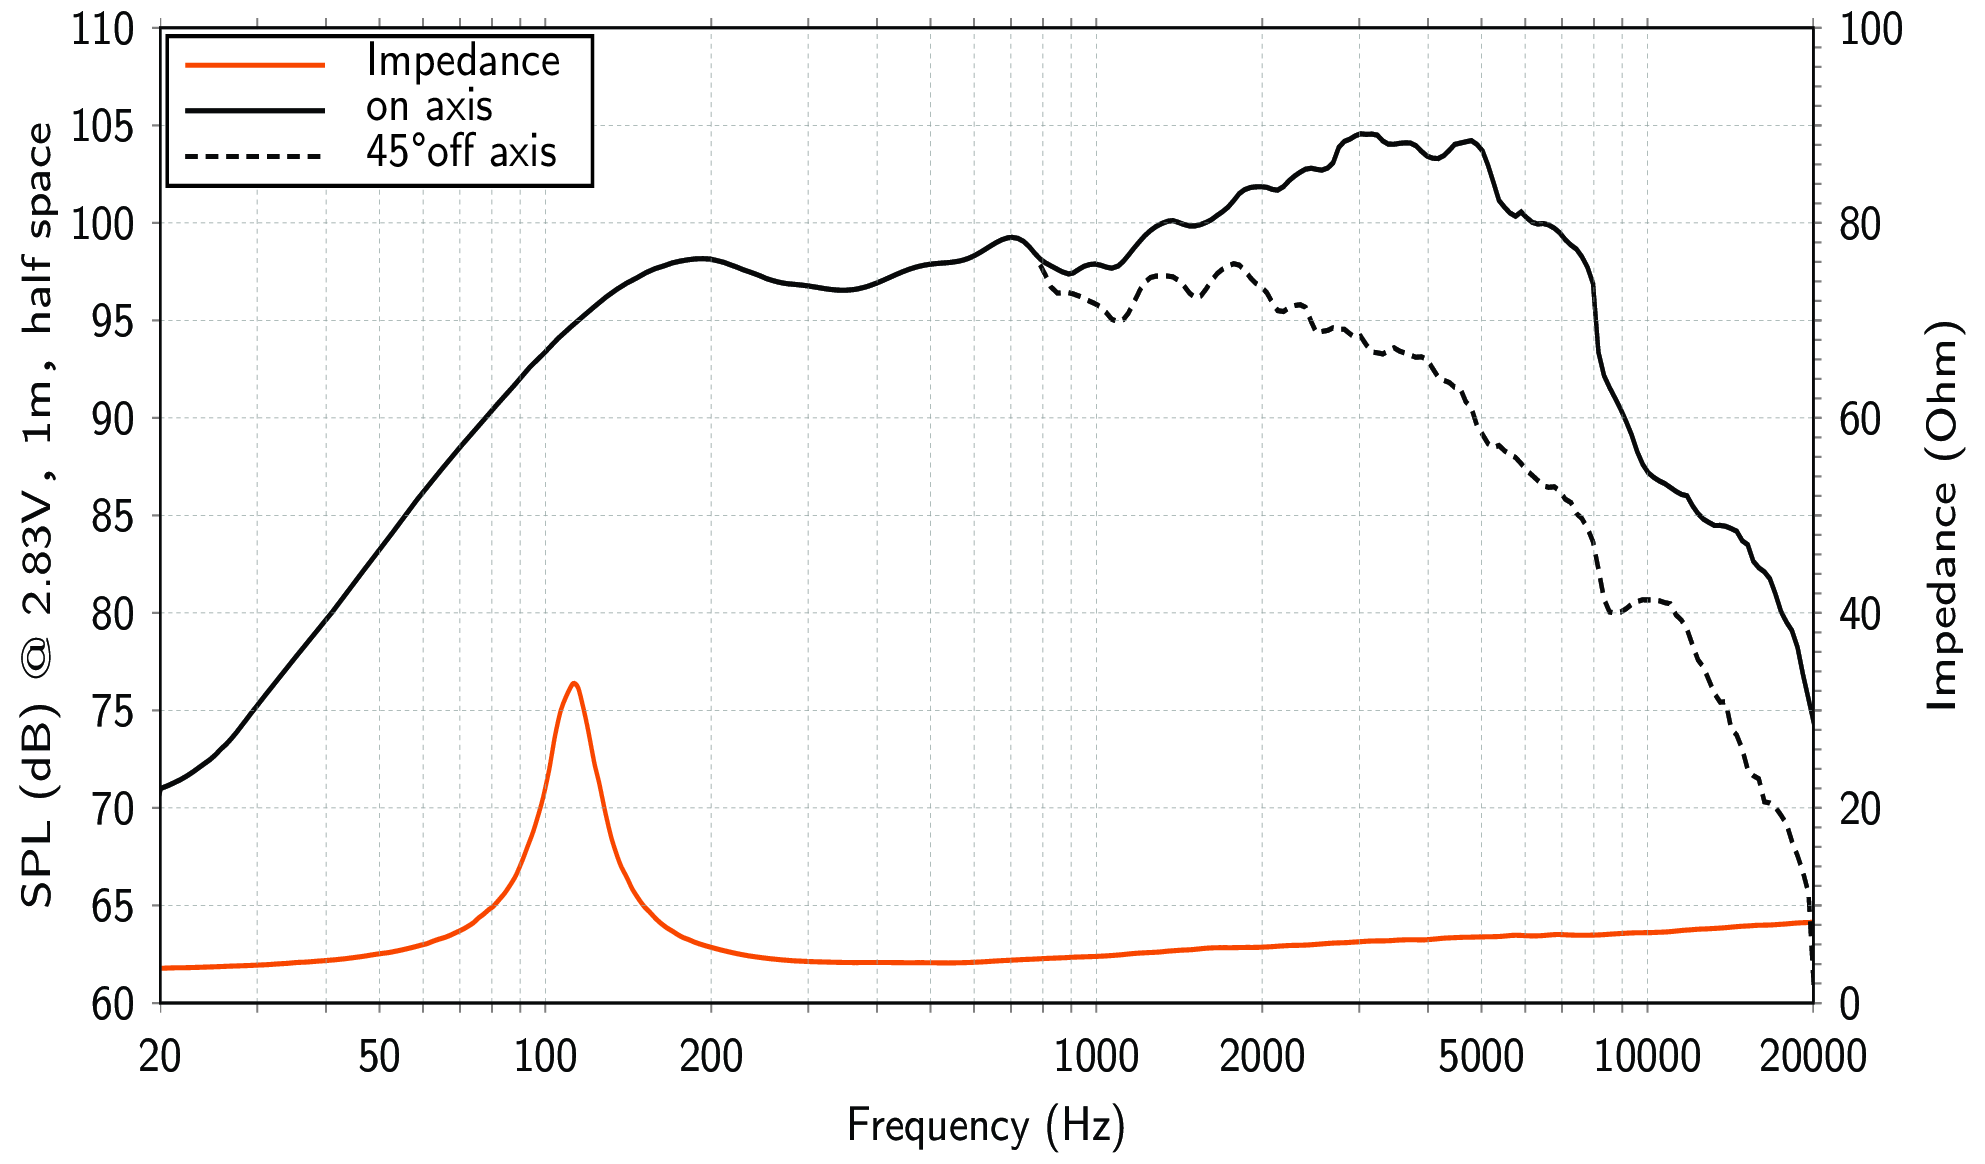 Impedance
on axis
45°off axis
110
105
100
95
90
85
80
75
70
65
60
SPL (dB) @ 2.83V, 1m, half space
100
80
60
40
20
0
Impedance (Ohm)
20 50 100 200 1000 2000 5000 10000 20000
Frequency (Hz)